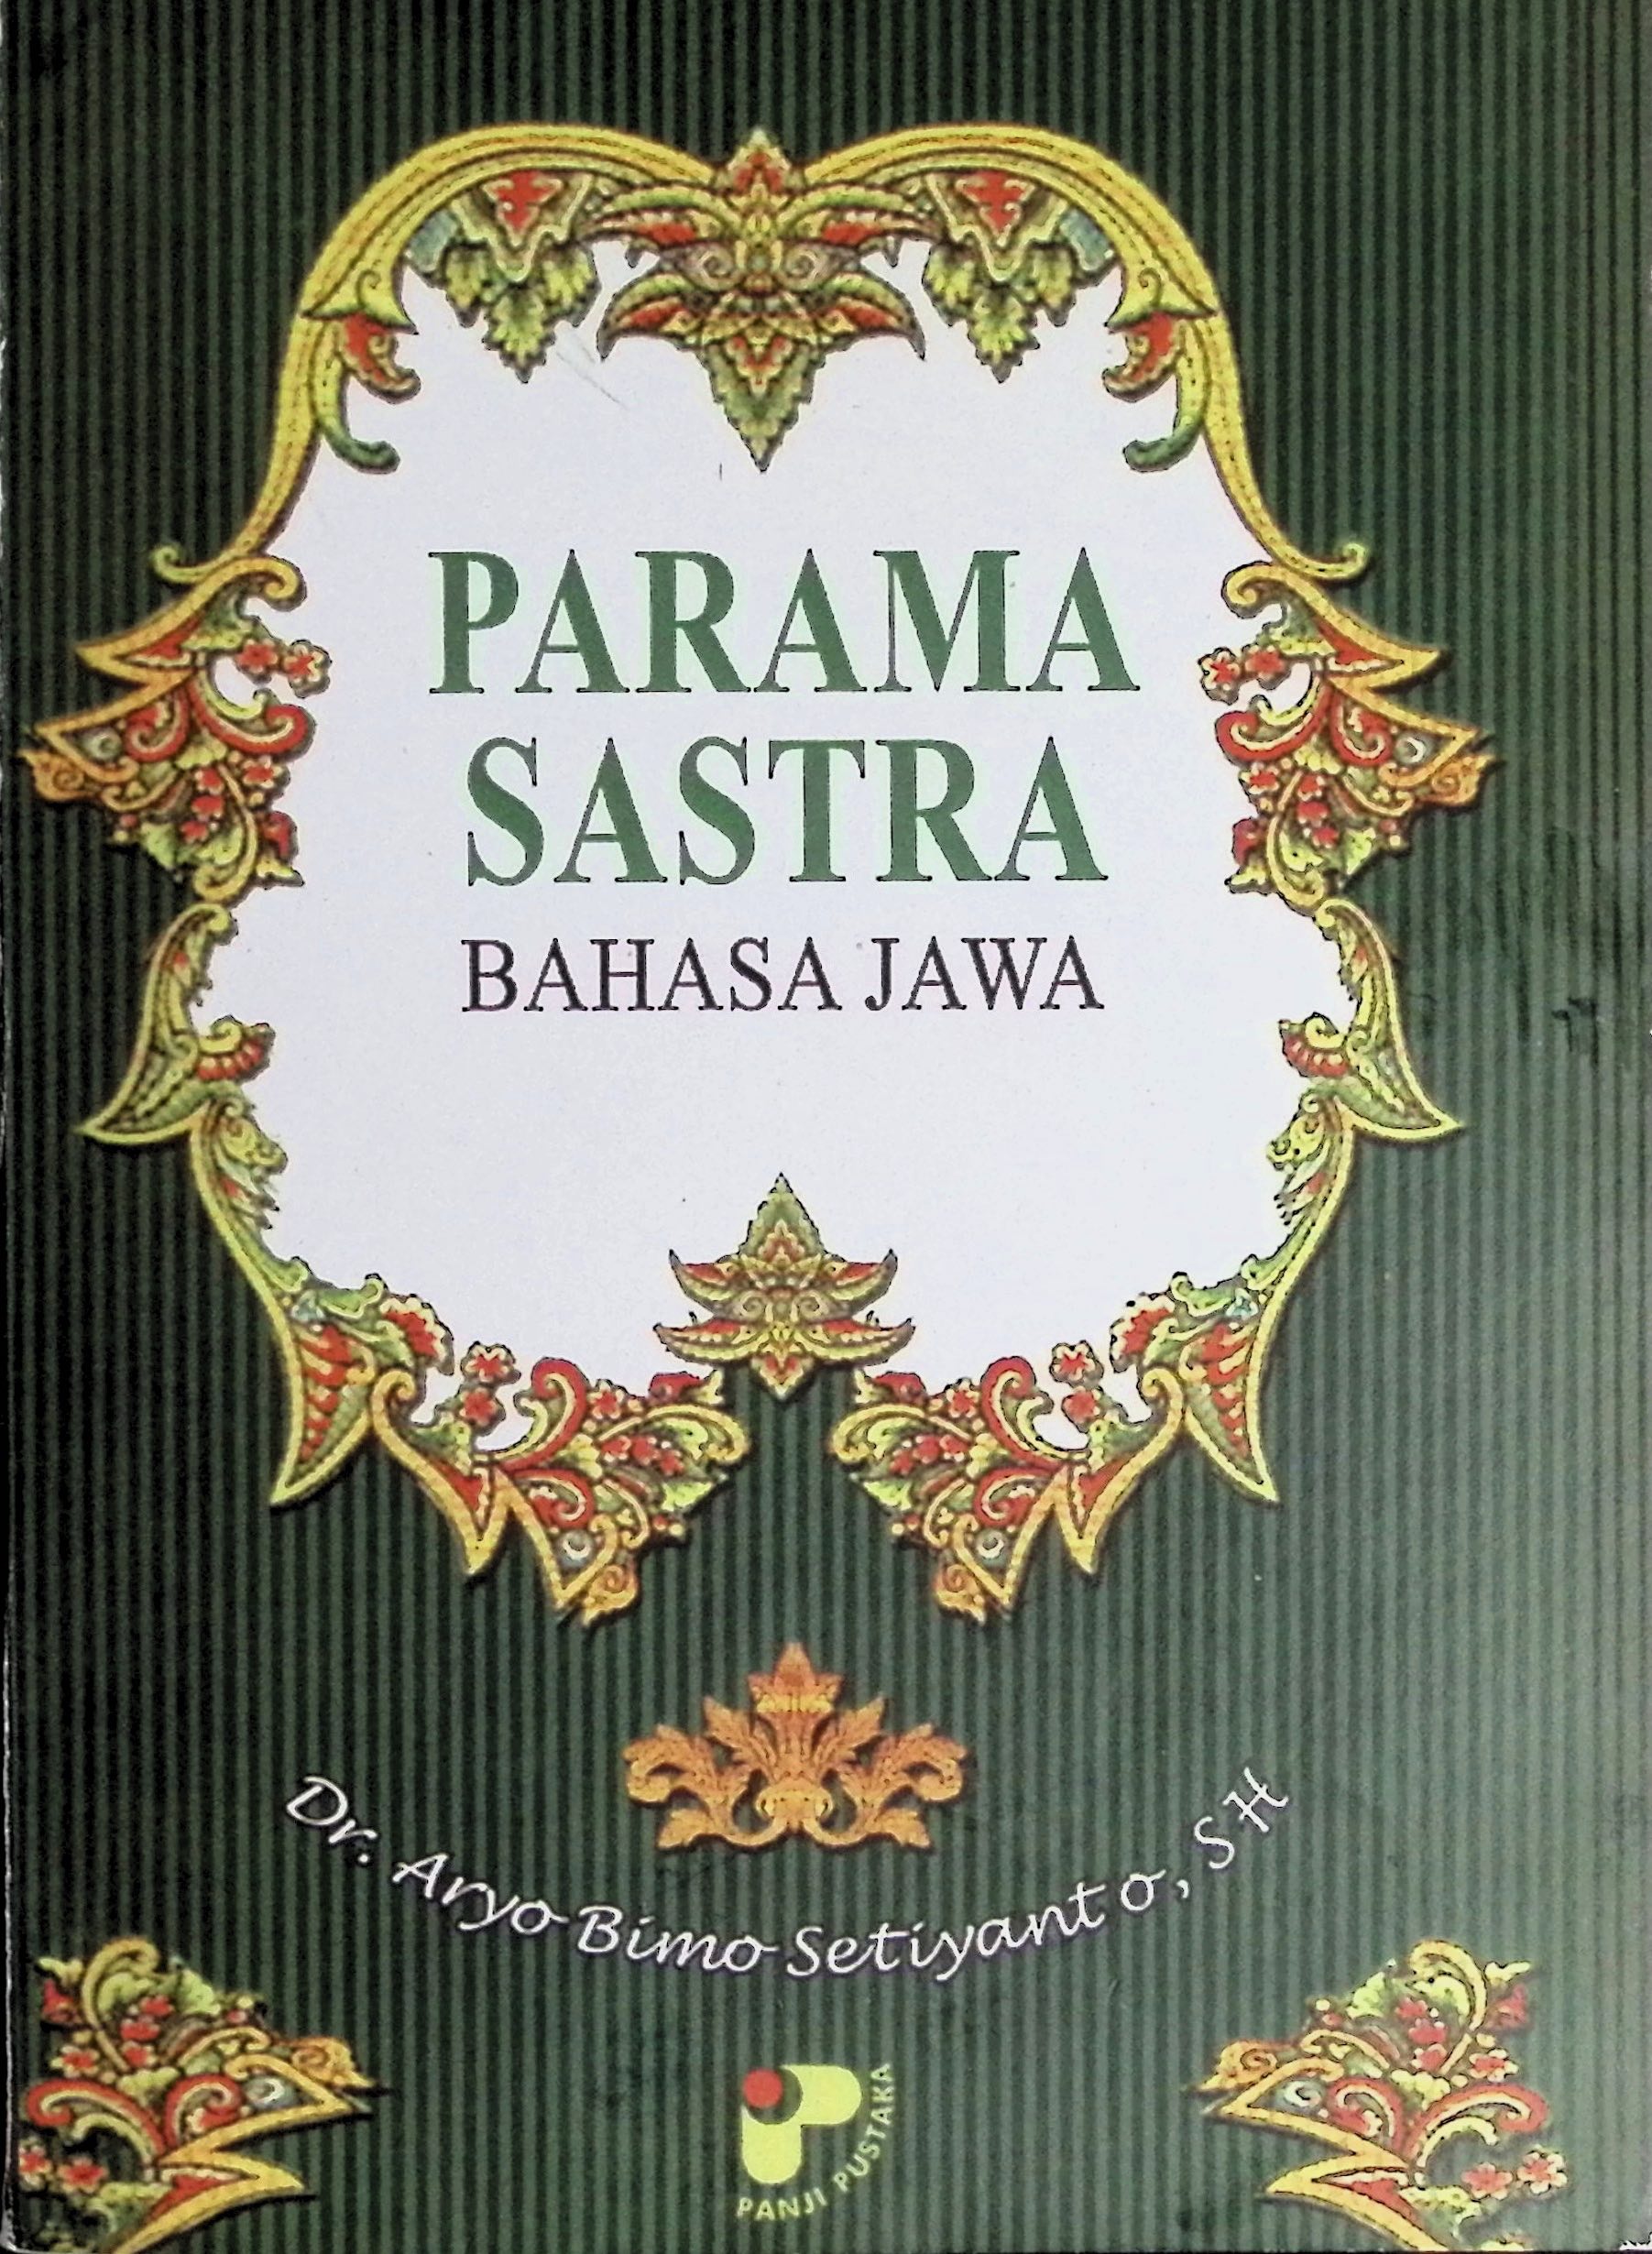 PARAMA
SASTRA
BAHASA JAWA
Dr. Aryo Bimo Setiyanto, SH
PANJI PUSTAKA